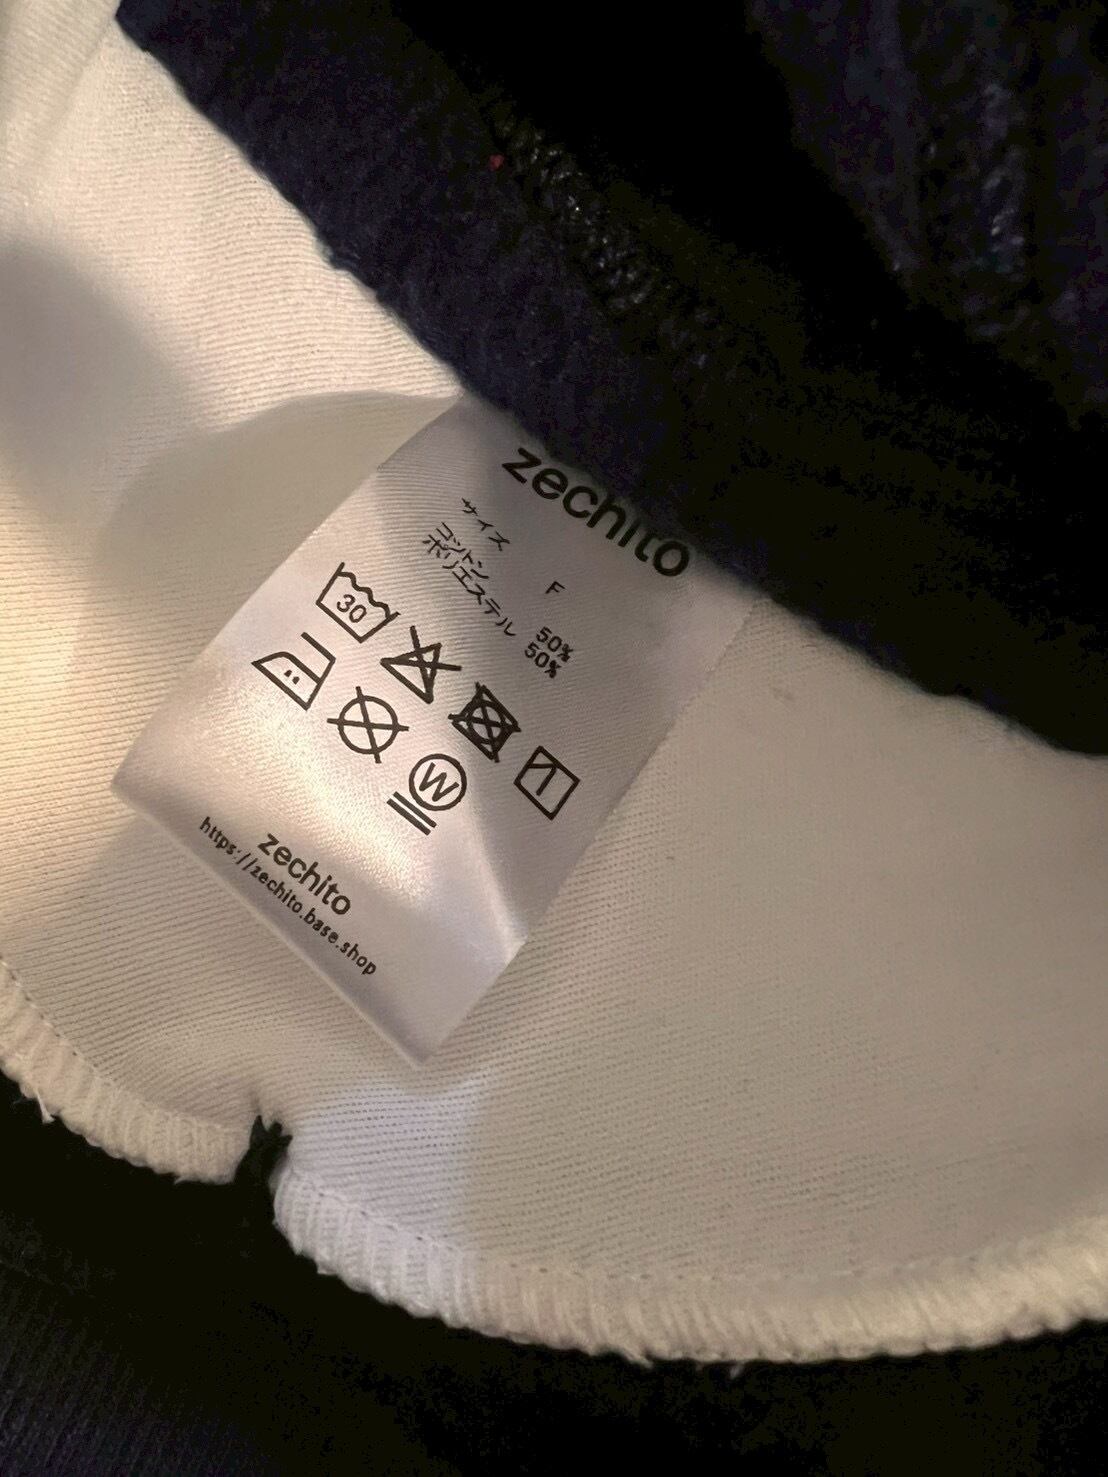 zechito
サイズ F
コットン 50%
ポリエステル 50%
30
W
zechito
https://zechito.base.shop